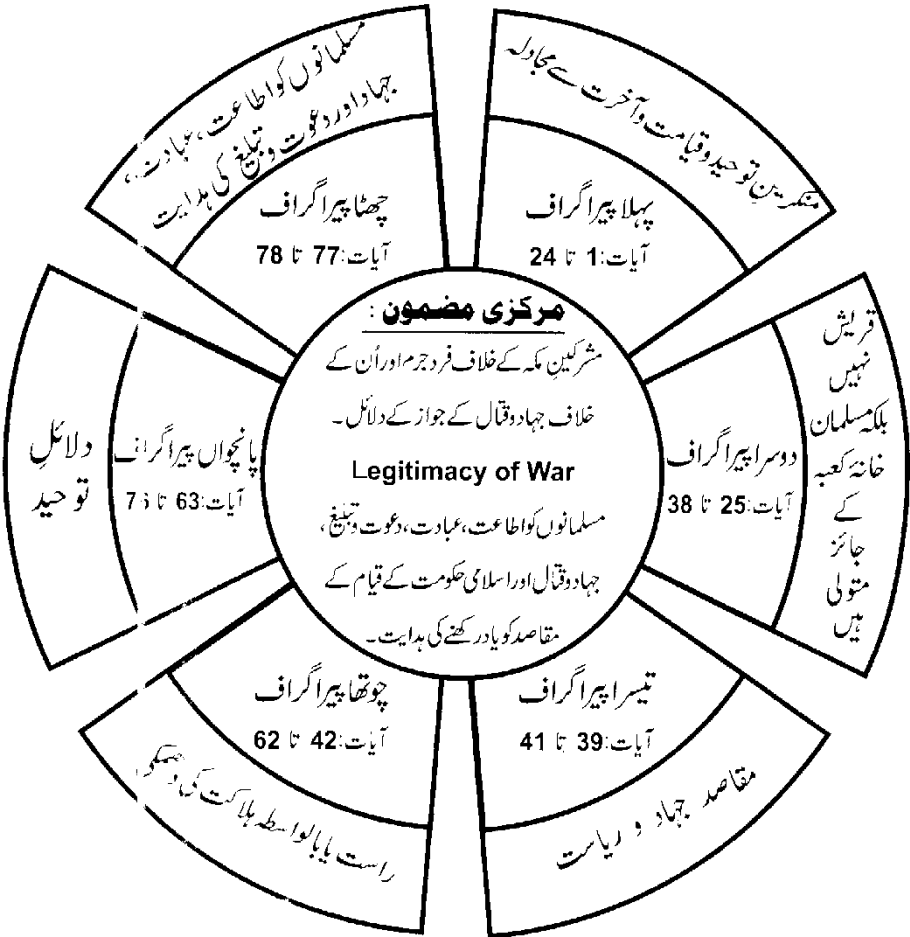 مرکزی مضمون :
مشرکینِ مکہ کے خلاف فردِ جرم اور اُن کے
خلاف جہاد و قتال کے جواز کے دلائل۔
Legitimacy of War
مسلمانوں کو اطاعت، عبادت، دعوت و تبلیغ،
جہاد و قتال اور اسلامی حکومت کے قیام کے
مقاصد کو یاد رکھنے کی ہدایت۔
پہلا پیراگراف
آیات:1 تا 24
منکرینِ توحید و قیامت و آخرت سے مجادلہ
دوسرا پیراگراف
آیات:25 تا 38
قریش
نہیں
بلکہ مسلمان
خانۂ کعبہ
کے
جائز
متولی
ہیں
تیسرا پیراگراف
آیات:39 تا 41
مقاصد جہاد و ریاست
چوتھا پیراگراف
آیات:42 تا 62
راست یا بالواسطہ ہلاکت کی دھمکی
پانچواں پیراگراف
آیات:63 تا 76
دلائلِ
توحید
چھٹا پیراگراف
آیات:77 تا 78
مسلمانوں کو اطاعت، عبادت،
جہاد اور دعوت و تبلیغ کی ہدایت